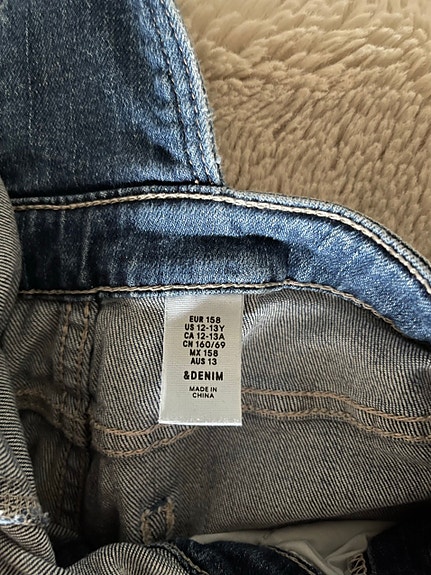 EUR 158
US 12-13Y
CA 12-13A
CN 160/69
MX 158
AUS 13
&DENIM
MADE IN
CHINA